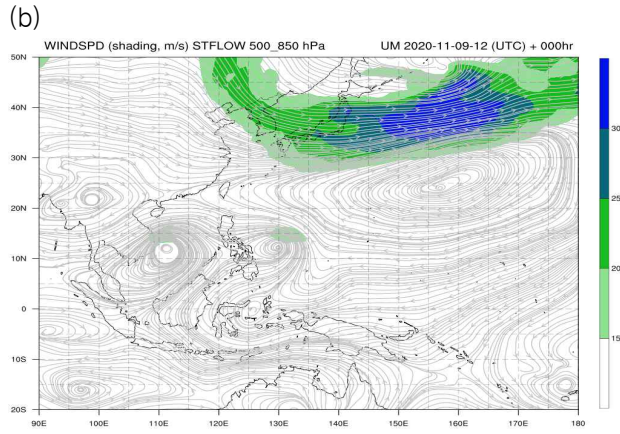 (b)
WINDSPD (shading, m/s) STFLOW 500_850 hPa UM 2020-11-09-12 (UTC) + 000hr
50N
40N
30N
20N
10N
0
10S
20S
90E 100E 110E 120E 130E 140E 150E 160E 170E 180
30
25
20
15